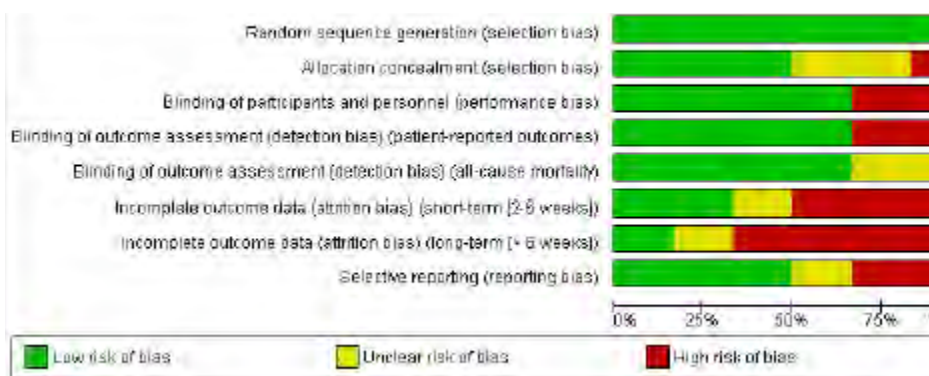 Random sequence generation (selection bias)
Allocation concealment (selection bias)
Blinding of participants and personnel (performance bias)
Blinding of outcome assessment (detection bias) (patient-reported outcomes)
Blinding of outcome assessment (detection bias) (all-cause mortality)
Incomplete outcome data (attrition bias) (short-term [2-6 weeks])
Incomplete outcome data (attrition bias) (long-term [> 6 weeks])
Selective reporting (reporting bias)
0% 25% 50% 75%
Low risk of bias Unclear risk of bias High risk of bias